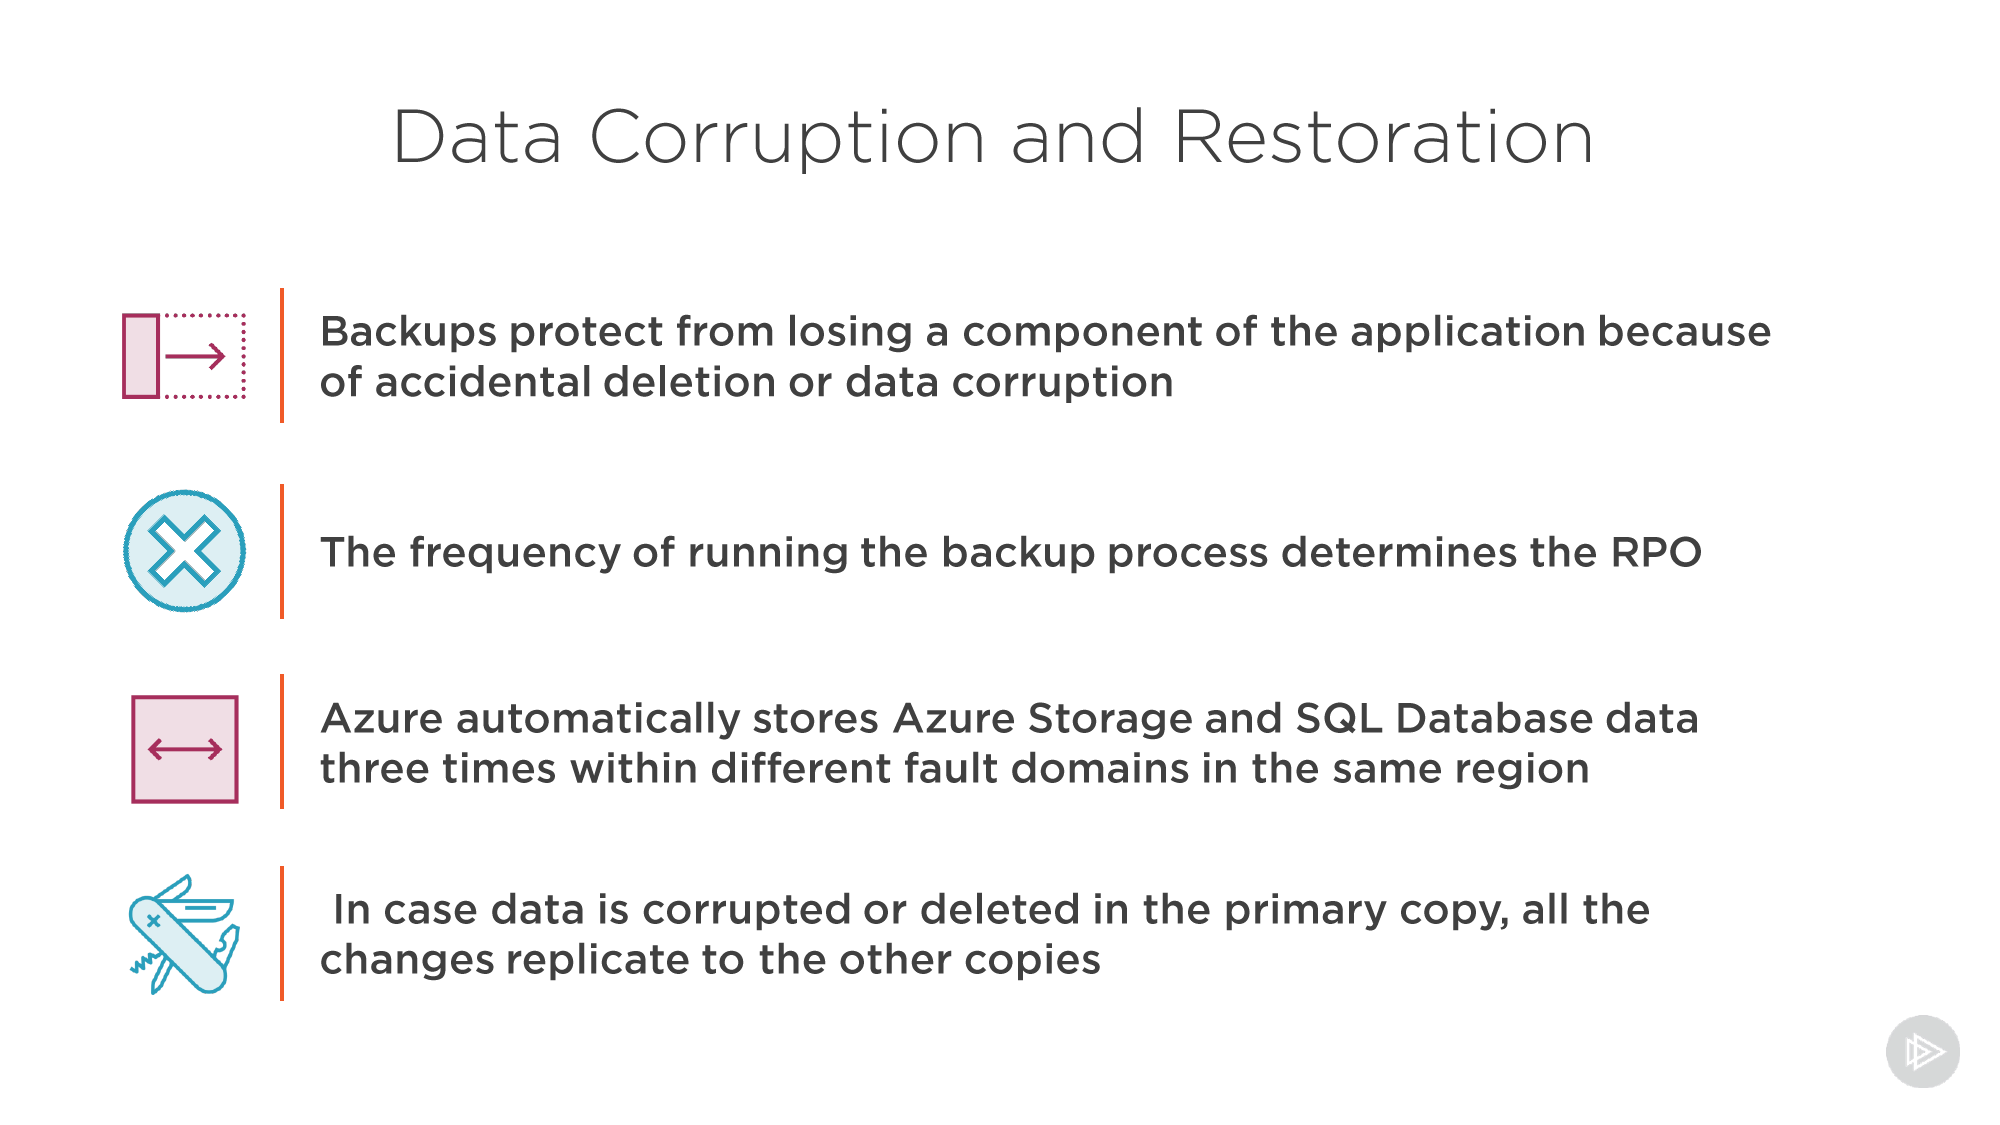 Data Corruption and Restoration
Backups protect from losing a component of the application because
of accidental deletion or data corruption
The frequency of running the backup process determines the RPO
Azure automatically stores Azure Storage and SQL Database data
three times within different fault domains in the same region
In case data is corrupted or deleted in the primary copy, all the
changes replicate to the other copies